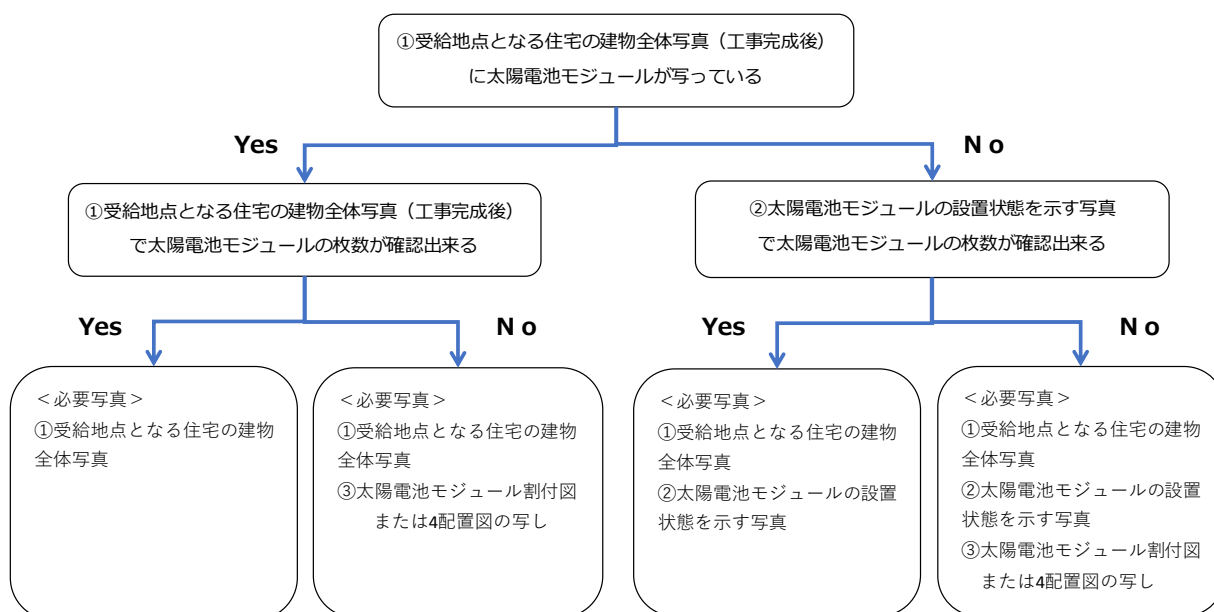 ①受給地点となる住宅の建物全体写真（工事完成後）
に太陽電池モジュールが写っている
Yes
No
①受給地点となる住宅の建物全体写真（工事完成後）
で太陽電池モジュールの枚数が確認出来る
②太陽電池モジュールの設置状態を示す写真
で太陽電池モジュールの枚数が確認出来る
Yes
No
Yes
No
＜必要写真＞
①受給地点となる住宅の建物
全体写真
＜必要写真＞
①受給地点となる住宅の建物
全体写真
③太陽電池モジュール割付図
または4配置図の写し
＜必要写真＞
①受給地点となる住宅の建物
全体写真
②太陽電池モジュールの設置
状態を示す写真
＜必要写真＞
①受給地点となる住宅の建物
全体写真
②太陽電池モジュールの設置
状態を示す写真
③太陽電池モジュール割付図
または4配置図の写し